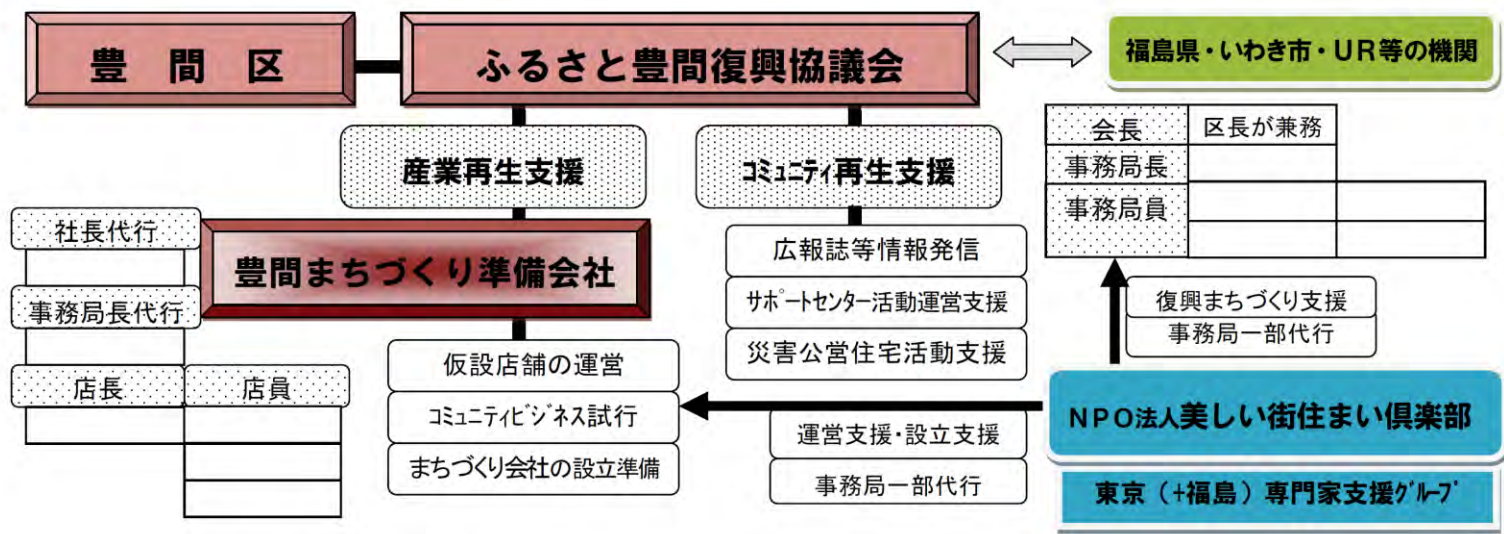 豊間区
ふるさと豊間復興協議会
福島県・いわき市・UR等の機関
産業再生支援
コミュニティ再生支援
会長
区長が兼務
事務局長
事務局員
社長代行
事務局長代行
店長
店員
豊間まちづくり準備会社
広報誌等情報発信
サポートセンター活動運営支援
災害公営住宅活動支援
仮設店舗の運営
コミュニティビジネス試行
まちづくり会社の設立準備
復興まちづくり支援
事務局一部代行
運営支援・設立支援
事務局一部代行
NPO法人美しい街住まい倶楽部
東京（+福島）専門家支援グループ